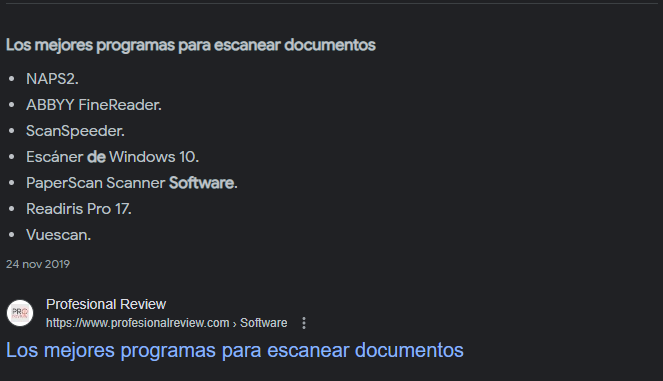 Los mejores programas para escanear documentos
• NAPS2.
• ABBYY FineReader.
• ScanSpeeder.
• Escáner de Windows 10.
• PaperScan Scanner Software.
• Readiris Pro 17.
• Vuescan.
24 nov 2019
PRO
REVIEW
Profesional Review
https://www.profesionalreview.com › Software
Los mejores programas para escanear documentos